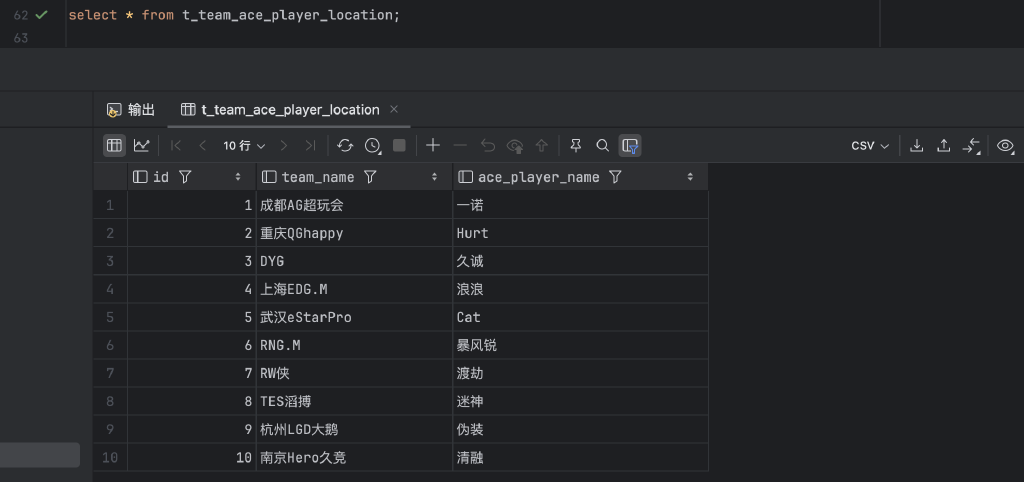 62 select * from t_team_ace_player_location;
63
输出 t_team_ace_player_location
10 行 CSV
id team_name ace_player_name
1 1 成都AG超玩会 一诺
2 2 重庆QGhappy Hurt
3 3 DYG 久诚
4 4 上海EDG.M 浪浪
5 5 武汉eStarPro Cat
6 6 RNG.M 暴风锐
7 7 RW侠 渡劫
8 8 TES滔搏 迷神
9 9 杭州LGD大鹅 伪装
10 10 南京Hero久竞 清融